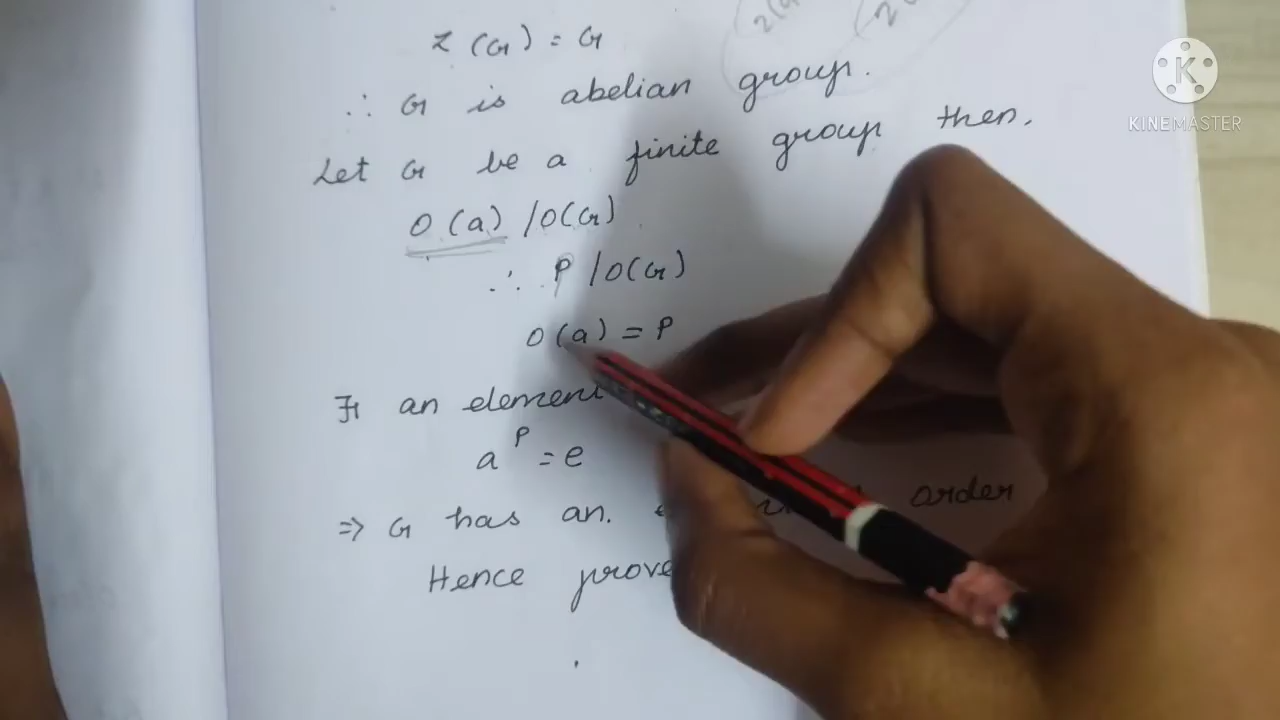 Z (G) = G
∴ G is abelian group.
Let G be a finite group then.
O (a) / O(G)
∴ P / O(G)
O (a) = P
∃ an element
a^P = e
⇒ G has an. order
Hence prove
K
KINEMASTER